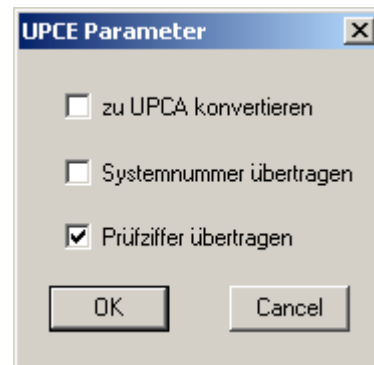 UPCE Parameter
zu UPCA konvertieren
Systemnummer übertragen
Prüfziffer übertragen
OK Cancel